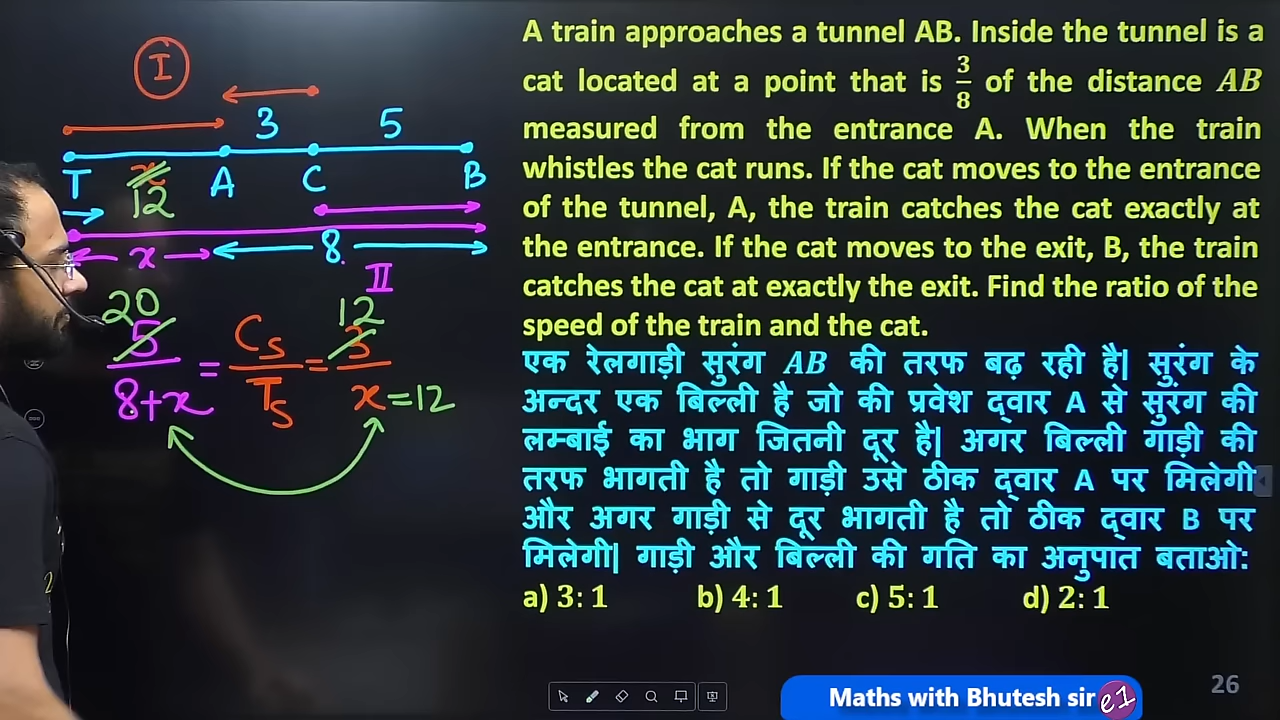 I
3 5
x
T 12 A C B
x 8
II
20 12
5 / 8+x = Cs / Ts = 3 / x = 12
A train approaches a tunnel AB. Inside the tunnel is a
cat located at a point that is 3/8 of the distance AB
measured from the entrance A. When the train
whistles the cat runs. If the cat moves to the entrance
of the tunnel, A, the train catches the cat exactly at
the entrance. If the cat moves to the exit, B, the train
catches the cat at exactly the exit. Find the ratio of the
speed of the train and the cat.
एक रेलगाड़ी सुरंग AB की तरफ बढ़ रही है| सुरंग के
अन्दर एक बिल्ली है जो की प्रवेश द्वार A से सुरंग की
लम्बाई का भाग जितनी दूर है| अगर बिल्ली गाड़ी की
तरफ भागती है तो गाड़ी उसे ठीक द्वार A पर मिलेगी
और अगर गाड़ी से दूर भागती है तो ठीक द्वार B पर
मिलेगी| गाड़ी और बिल्ली की गति का अनुपात बताओ:
a) 3: 1 b) 4: 1 c) 5: 1 d) 2: 1
Maths with Bhutesh sir e1
26